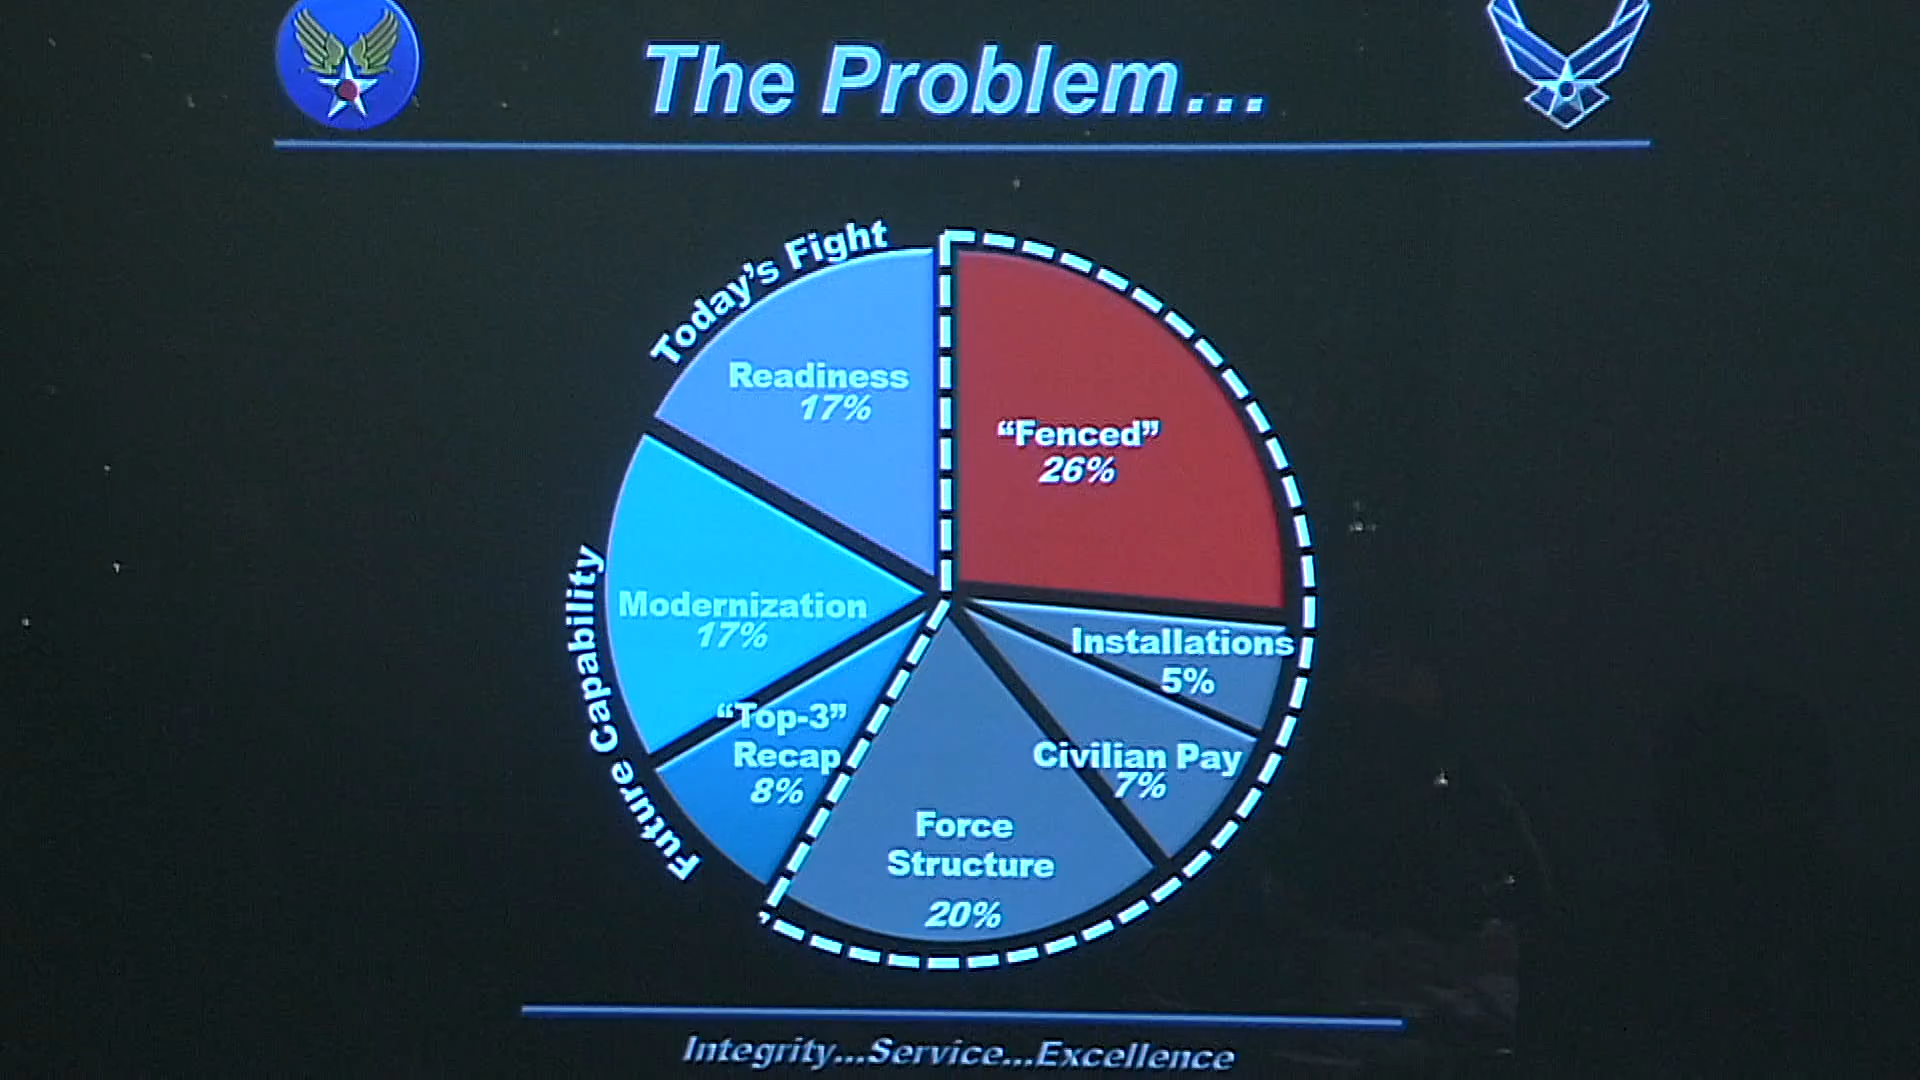 The Problem...
Today's Fight
Readiness
17%
“Fenced”
26%
Modernization
17%
Installations
5%
“Top-3”
Recap
8%
Civilian Pay
7%
Force
Structure
20%
Future Capability
Integrity...Service...Excellence